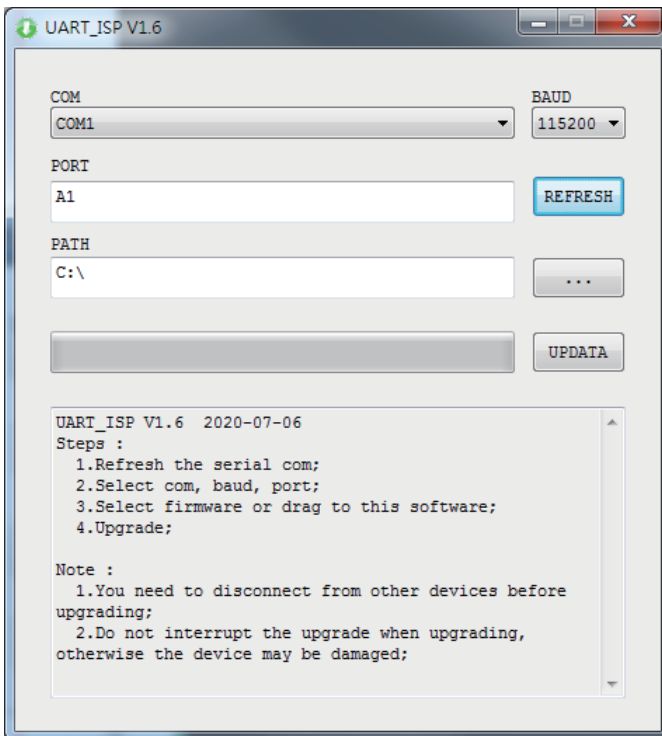 UART_ISP V1.6
COM
BAUD
COM1
115200
PORT
A1
REFRESH
PATH
C:\
...
UPDATA
UART_ISP V1.6  2020-07-06
Steps :
  1.Refresh the serial com;
  2.Select com, baud, port;
  3.Select firmware or drag to this software;
  4.Upgrade;
Note :
  1.You need to disconnect from other devices before
upgrading;
  2.Do not interrupt the upgrade when upgrading,
otherwise the device may be damaged;